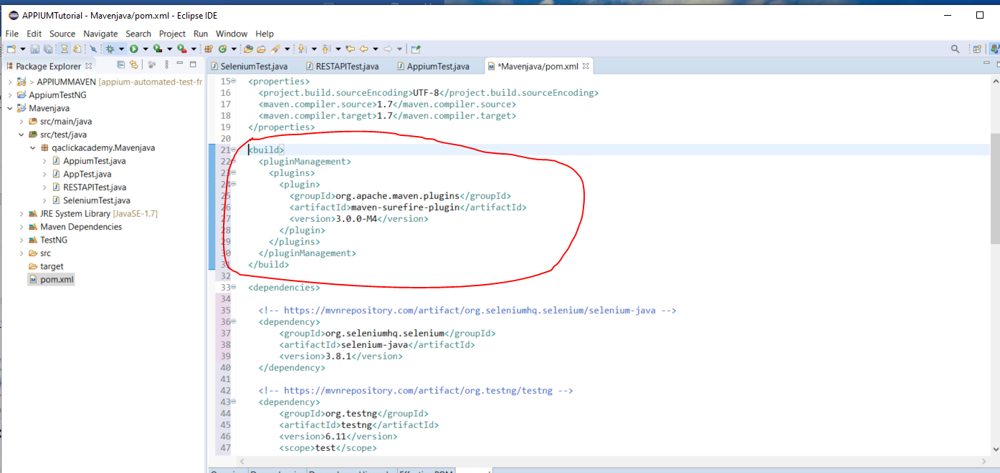 APPIUMTutorial - Mavenjava/pom.xml - Eclipse IDE
File Edit Source Navigate Search Project Run Window Help
Package Explorer
SeleniumTest.java RESTAPITest.java AppiumTest.java *Mavenjava/pom.xml
> APPIUMMAVEN [appium-automated-test-fr
AppiumTestNG
Mavenjava
src/main/java
src/test/java
qaclickacademy.Mavenjava
AppiumTest.java
AppTest.java
RESTAPITest.java
SeleniumTest.java
JRE System Library [JavaSE-1.7]
Maven Dependencies
TestNG
src
target
pom.xml
15 <properties>
16 <project.build.sourceEncoding>UTF-8</project.build.sourceEncoding>
17 <maven.compiler.source>1.7</maven.compiler.source>
18 <maven.compiler.target>1.7</maven.compiler.target>
19 </properties>
20
21 <build>
22 <pluginManagement>
23 <plugins>
24 <plugin>
25 <groupId>org.apache.maven.plugins</groupId>
26 <artifactId>maven-surefire-plugin</artifactId>
27 <version>3.0.0-M4</version>
28 </plugin>
29 </plugins>
30 </pluginManagement>
31 </build>
32
33 <dependencies>
34
35 <!-- https://mvnrepository.com/artifact/org.seleniumhq.selenium/selenium-java -->
36 <dependency>
37 <groupId>org.seleniumhq.selenium</groupId>
38 <artifactId>selenium-java</artifactId>
39 <version>3.8.1</version>
40 </dependency>
41
42 <!-- https://mvnrepository.com/artifact/org.testng/testng -->
43 <dependency>
44 <groupId>org.testng</groupId>
45 <artifactId>testng</artifactId>
46 <version>6.11</version>
47 <scope>test</scope>